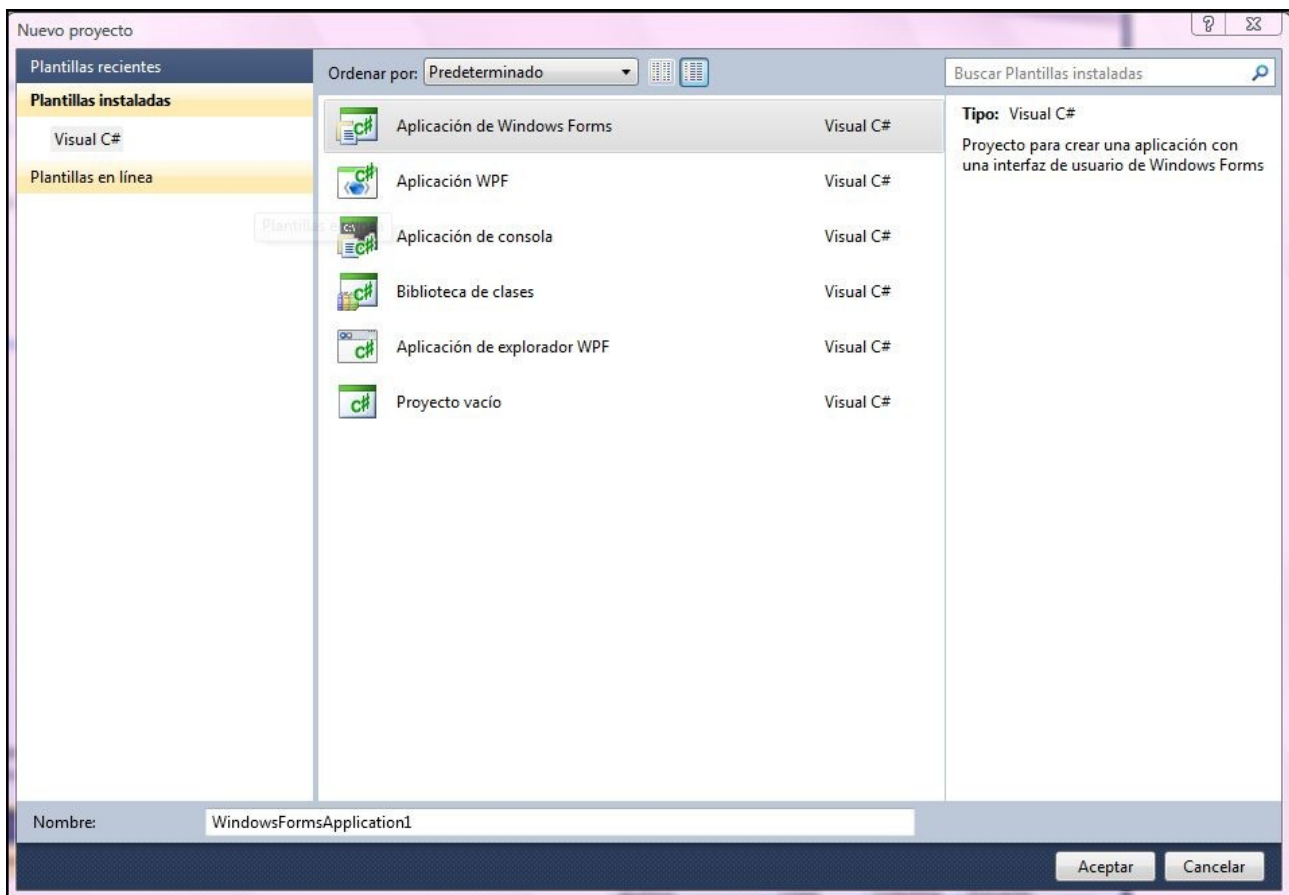 Nuevo proyecto
Plantillas recientes
Plantillas instaladas
Visual C#
Plantillas en línea
Ordenar por: Predeterminado
Aplicación de Windows Forms Visual C#
Aplicación WPF Visual C#
Aplicación de consola Visual C#
Biblioteca de clases Visual C#
Aplicación de explorador WPF Visual C#
Proyecto vacío Visual C#
Buscar Plantillas instaladas
Tipo: Visual C#
Proyecto para crear una aplicación con
una interfaz de usuario de Windows Forms
Nombre: WindowsFormsApplication1
Aceptar Cancelar